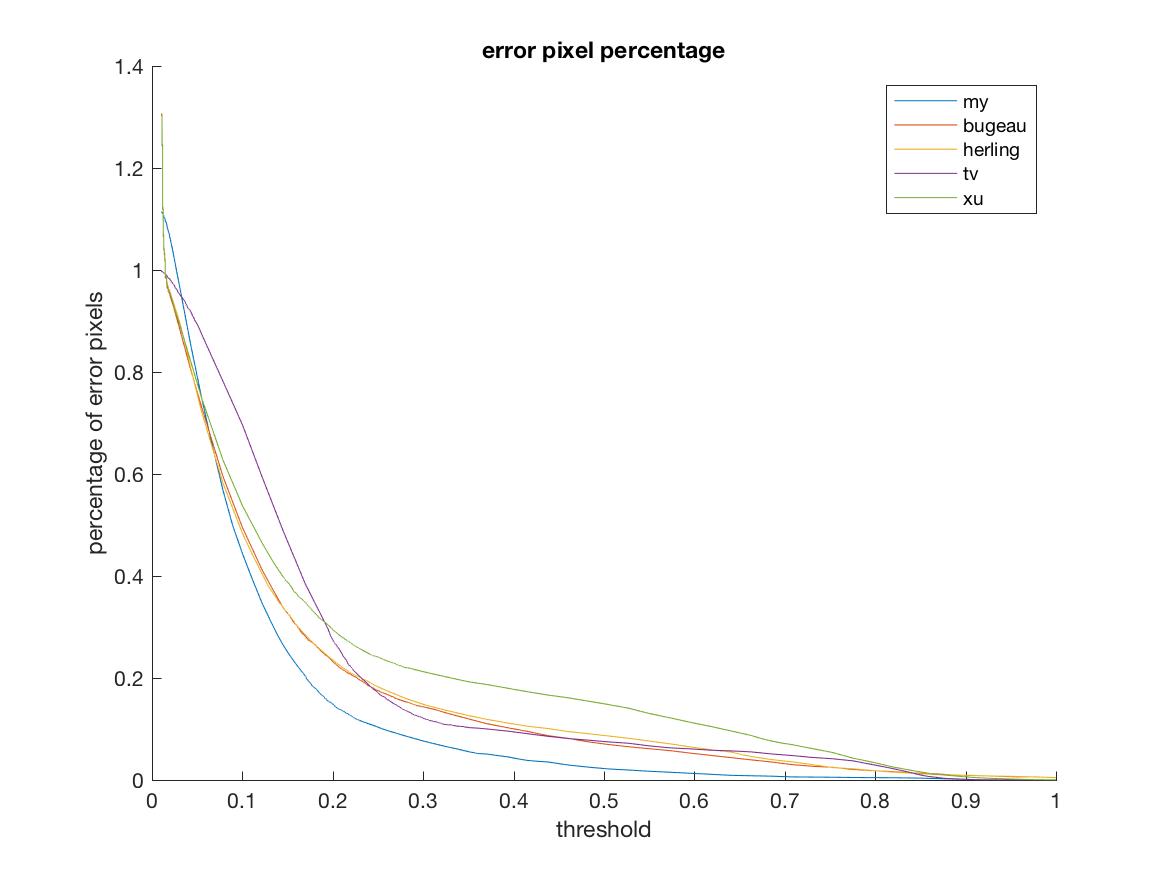 error pixel percentage
1.4
1.2
1
0.8
0.6
0.4
0.2
0
percentage of error pixels
my
bugeau
herling
tv
xu
0 0.1 0.2 0.3 0.4 0.5 0.6 0.7 0.8 0.9 1
threshold